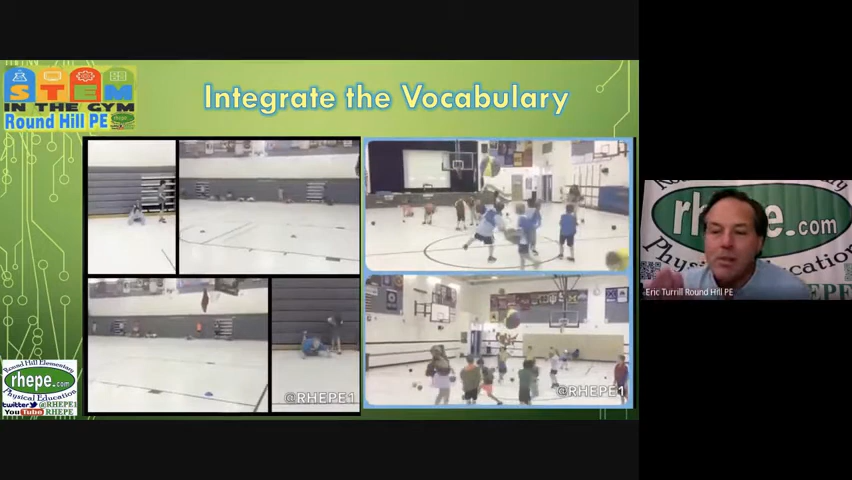 STEM
IN THE GYM
Round Hill PE
Integrate the Vocabulary
@RHEPE1
@RHEPE1
Round Hill Elementary
rhepe.com
Physical Education
twitter @RHEPE1
YouTube RHEPE
rhepe.com
Physical Education
Eric Turrill Round Hill PE